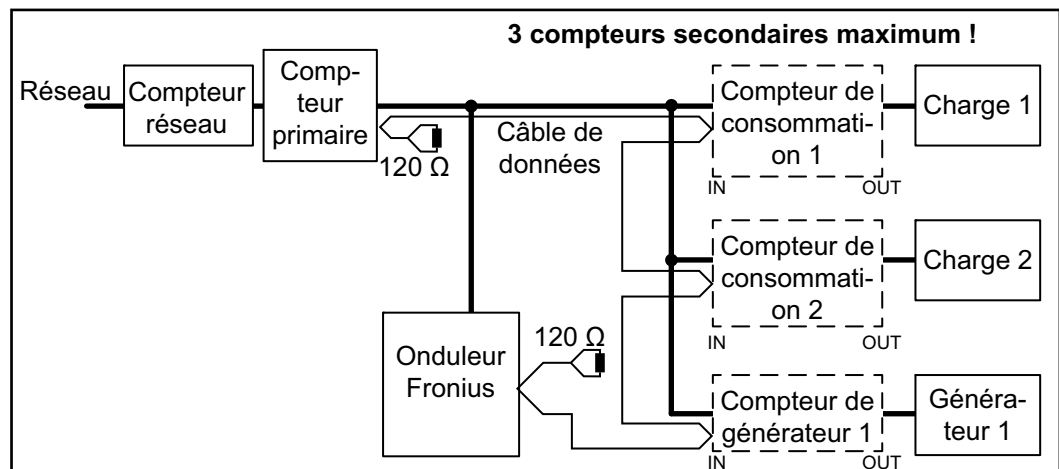 3 compteurs secondaires maximum !
Réseau
Compteur
réseau
Comp-
teur
primaire
120 Ω
Câble de
données
Compteur de
consommati-
on 1
IN
OUT
Charge 1
Compteur de
consommati-
on 2
IN
OUT
Charge 2
Onduleur
Fronius
120 Ω
Compteur de
générateur 1
IN
OUT
Généra-
teur 1